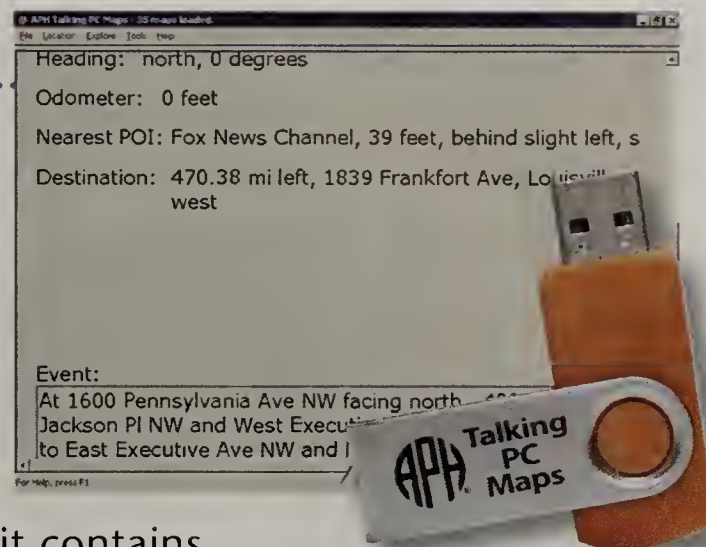 APH Talking PC Maps - 35 maps loaded.
File Location Explore Tools Help
Heading: north, 0 degrees
Odometer: 0 feet
Nearest POI: Fox News Channel, 39 feet, behind slight left, s
Destination: 470.38 mi left, 1839 Frankfort Ave, Louisville
west
Event:
At 1600 Pennsylvania Ave NW facing north
Jackson Pl NW and West Executive
to East Executive Ave NW and
For Help, press F1
APH Talking
PC
Maps
it contains